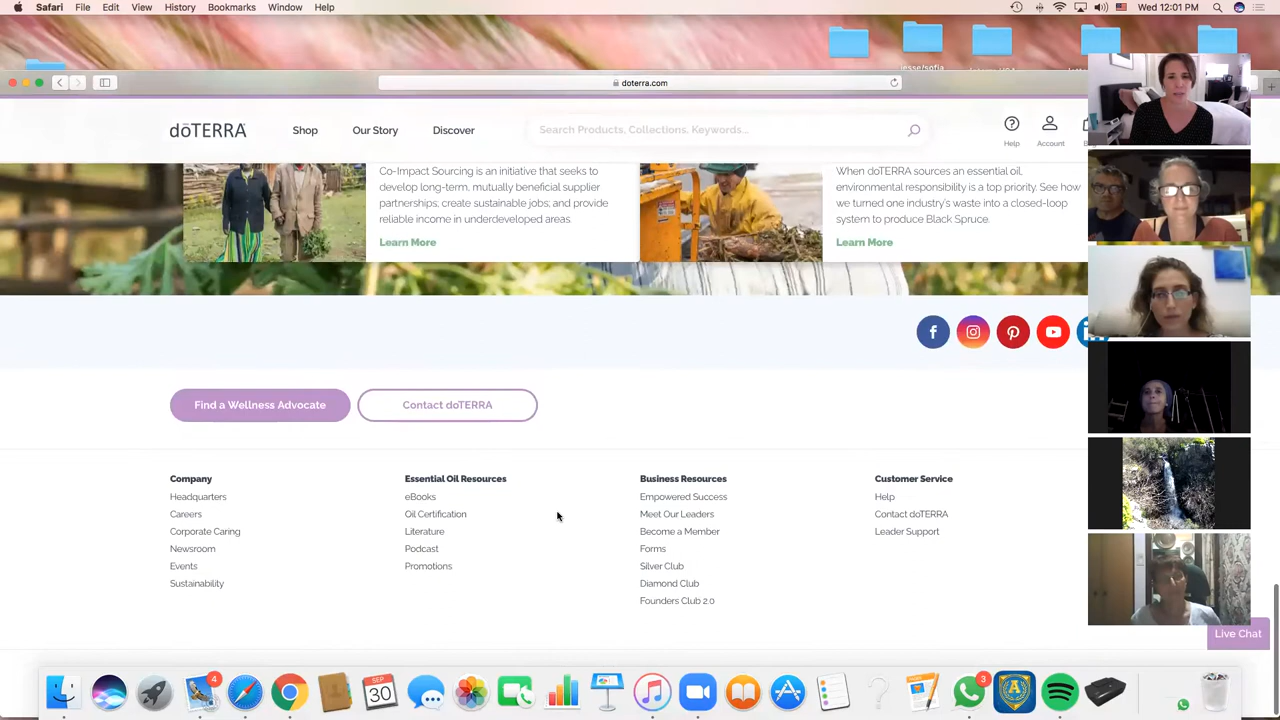 Safari File Edit View History Bookmarks Window Help Wed 12:01 PM
jesse/sofia
doterra.com
dōTERRA Shop Our Story Discover Search Products, Collections, Keywords... Help Account
Co-Impact Sourcing is an initiative that seeks to
develop long-term, mutually beneficial supplier
partnerships; create sustainable jobs; and provide
reliable income in underdeveloped areas.
Learn More
When doTERRA sources an essential oil,
environmental responsibility is a top priority. See how
we turned one industry's waste into a closed-loop
system to produce Black Spruce.
Learn More
Find a Wellness Advocate Contact doTERRA
Company
Headquarters
Careers
Corporate Caring
Newsroom
Events
Sustainability
Essential Oil Resources
eBooks
Oil Certification
Literature
Podcast
Promotions
Business Resources
Empowered Success
Meet Our Leaders
Become a Member
Forms
Silver Club
Diamond Club
Founders Club 2.0
Customer Service
Help
Contact doTERRA
Leader Support
Live Chat
4
SEP
30
3